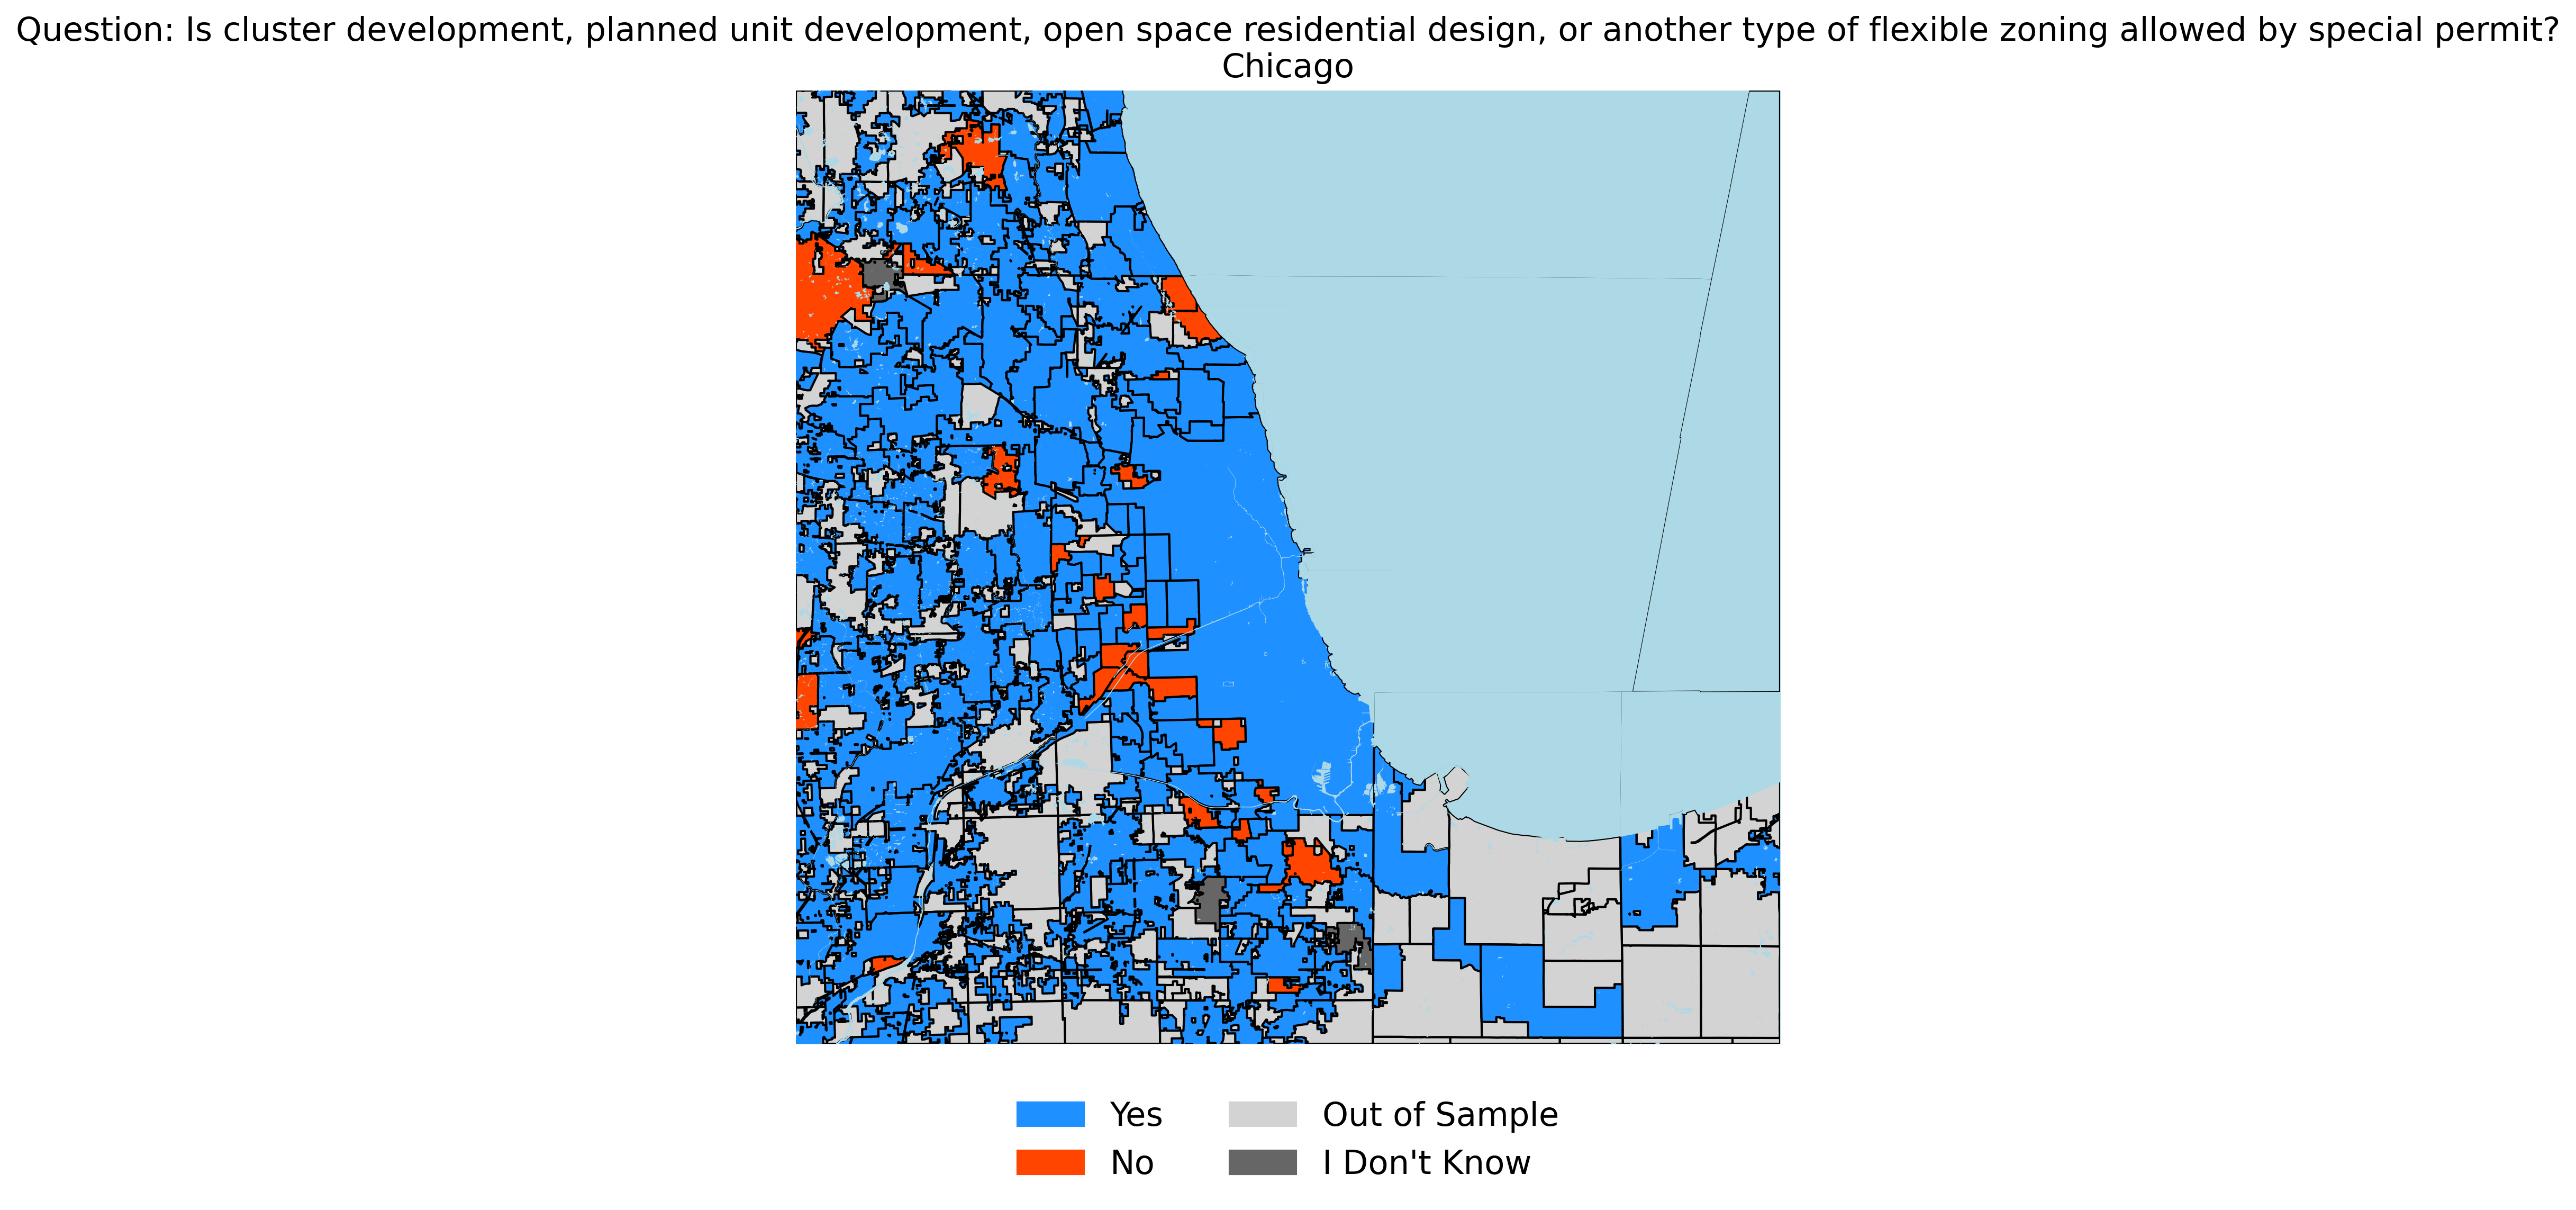 Question: Is cluster development, planned unit development, open space residential design, or another type of flexible zoning allowed by special permit?
Chicago
Yes
No
Out of Sample
I Don't Know